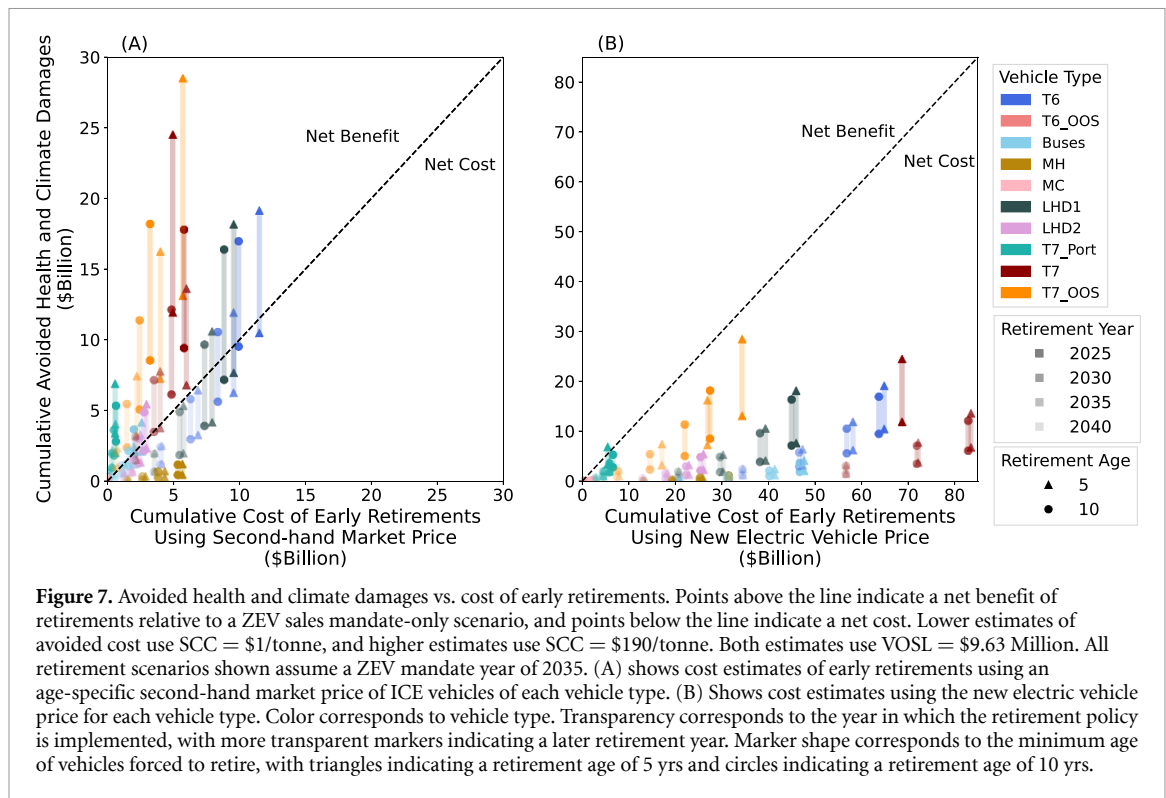 (A)
(B)
Cumulative Avoided Health and Climate Damages
($Billion)
30
25
20
15
10
5
0
Net Benefit
Net Cost
0
5
10
15
20
25
30
Cumulative Cost of Early Retirements
Using Second-hand Market Price
($Billion)
80
70
60
50
40
30
20
10
0
Net Benefit
Net Cost
0
10
20
30
40
50
60
70
80
Cumulative Cost of Early Retirements
Using New Electric Vehicle Price
($Billion)
Vehicle Type
T6
T6_OOS
Buses
MH
MC
LHD1
LHD2
T7_Port
T7
T7_OOS
Retirement Year
2025
2030
2035
2040
Retirement Age
5
10
Figure 7. Avoided health and climate damages vs. cost of early retirements. Points above the line indicate a net benefit of
retirements relative to a ZEV sales mandate-only scenario, and points below the line indicate a net cost. Lower estimates of
avoided cost use SCC = $1/tonne, and higher estimates use SCC = $190/tonne. Both estimates use VOSL = $9.63 Million. All
retirement scenarios shown assume a ZEV mandate year of 2035. (A) shows cost estimates of early retirements using an
age-specific second-hand market price of ICE vehicles of each vehicle type. (B) Shows cost estimates using the new electric vehicle
price for each vehicle type. Color corresponds to vehicle type. Transparency corresponds to the year in which the retirement policy
is implemented, with more transparent markers indicating a later retirement year. Marker shape corresponds to the minimum age
of vehicles forced to retire, with triangles indicating a retirement age of 5 yrs and circles indicating a retirement age of 10 yrs.